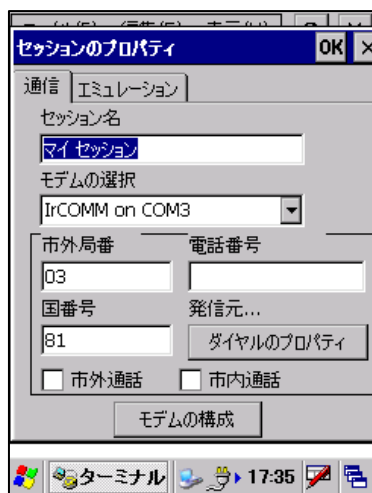 セッションのプロパティ OK ×
通信 エミュレーション
セッション名
マイ セッション
モデムの選択
IrCOMM on COM3
市外局番 電話番号
03
国番号 発信元...
81 ダイヤルのプロパティ
市外通話 市内通話
モデムの構成
ターミナル 17:35